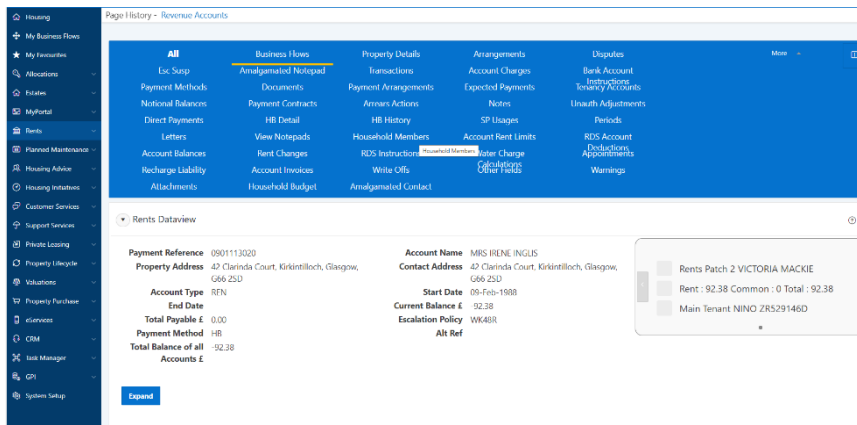 Page History - Revenue Accounts
Housing
My Business Flows
My Favourites
Allocations
Estates
MyPortal
Rents
Planned Maintenance
Housing Advice
Housing Initiatives
Customer Services
Support Services
Private Leasing
Property Lifecycle
Valuations
Property Purchase
eServices
CRM
Task Manager
GPI
System Setup
All Business Flows Property Details Arrangements Disputes More
Esc Susp Amalgamated Notepad Transactions Account Charges Bank Account Instructions
Payment Methods Documents Payment Arrangements Expected Payments Tenancy Accounts
Notional Balances Payment Contracts Arrears Actions Notes Unauth Adjustments
Direct Payments HB Detail HB History SP Usages Periods
Letters View Notepads Household Members Account Rent Limits RDS Account Deductions
Account Balances Rent Changes RDS Instructions Household Members Water Charge Calculations Appointments
Recharge Liability Account Invoices Write Offs Other Fields Warnings
Attachments Household Budget Amalgamated Contact
Rents Dataview
Payment Reference 0901113020 Account Name MRS IRENE INGLIS
Property Address 42 Clarinda Court, Kirkintilloch, Glasgow, Contact Address 42 Clarinda Court, Kirkintilloch, Glasgow,
G66 2SD G66 2SD
Account Type REN Start Date 09-Feb-1988
End Date Current Balance £ -92.38
Total Payable £ 0.00 Escalation Policy WK48R
Payment Method HB Alt Ref
Total Balance of all -92.38
Accounts £
Rents Patch 2 VICTORIA MACKIE
Rent : 92.38 Common : 0 Total : 92.38
Main Tenant NINO ZR529146D
Expand